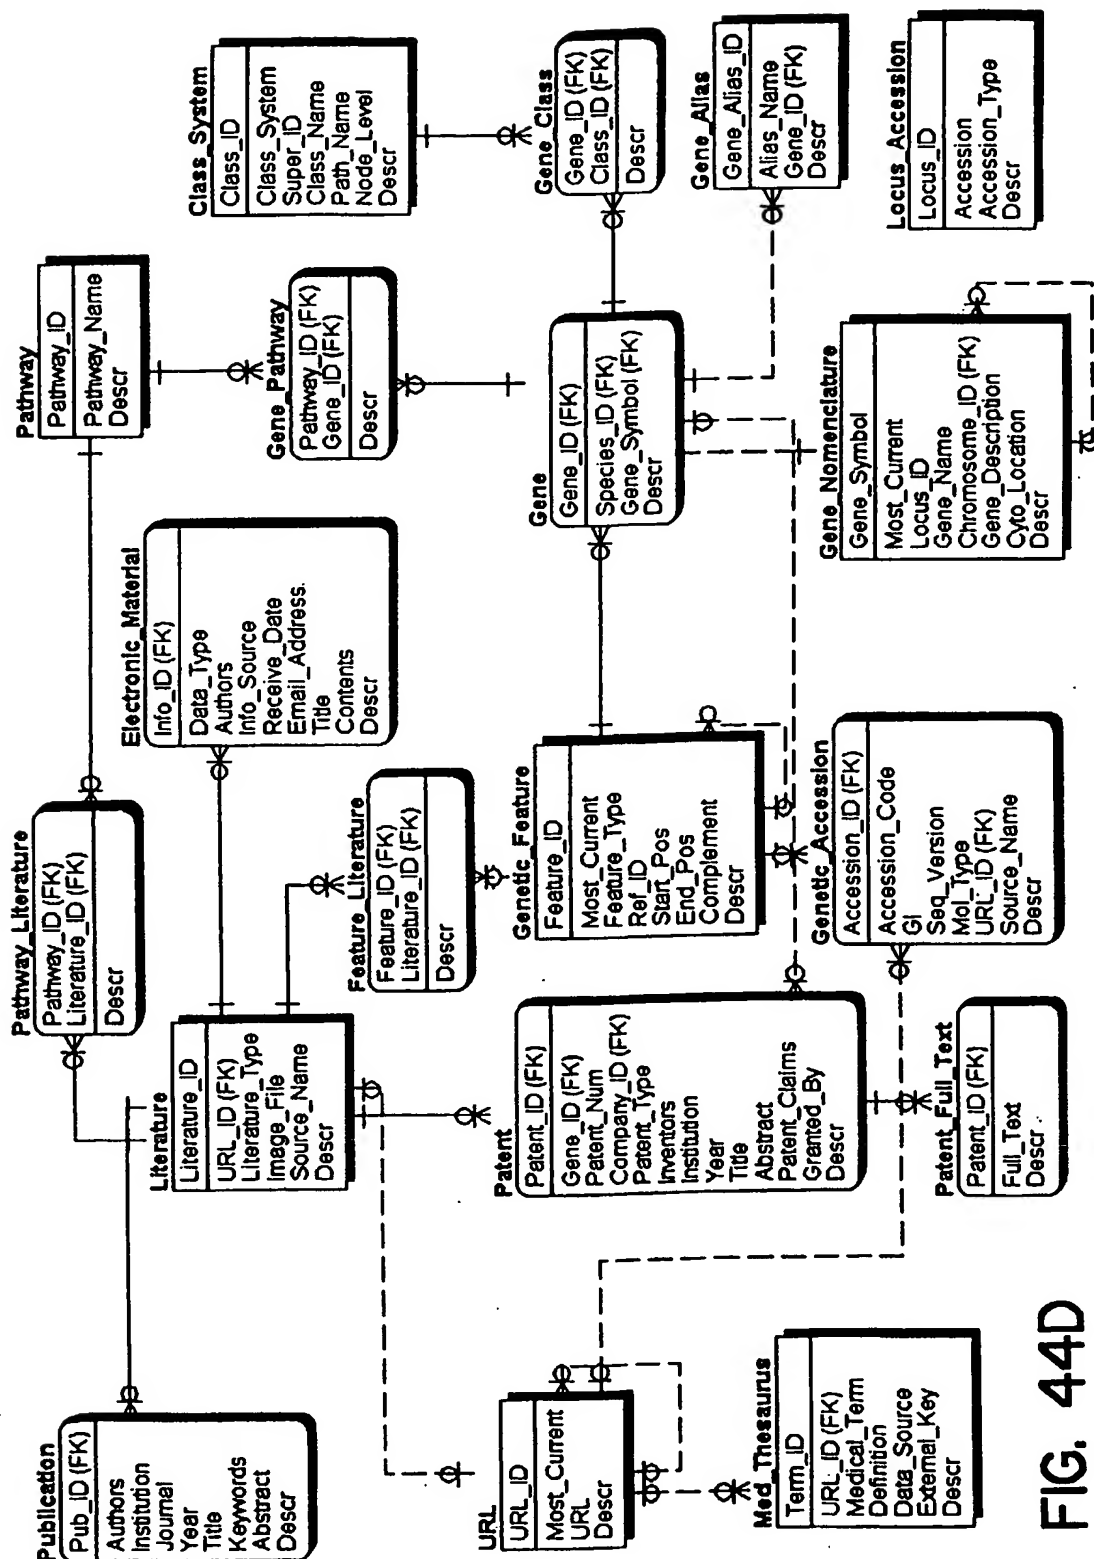 Publication
Pub_ID (FK)
Authors
Institution
Journal
Year
Title
Keywords
Abstract
Descr
Pathway_Literature
Pathway_ID (FK)
Literature_ID (FK)
Descr
Pathway
Pathway_ID
Pathway_Name
Descr
Class_System
Class_ID
Class_System
Super_ID
Class_Name
Path_Name
Node_Level
Descr
Literature
Literature_ID
URL_ID (FK)
Literature_Type
Image_File
Source_Name
Descr
Electronic_Material
Info_ID (FK)
Data_Type
Authors
Info_Source
Receive_Date
Email_Address.
Title
Contents
Descr
Gene_Pathway
Pathway_ID (FK)
Gene_ID (FK)
Descr
Feature_Literature
Feature_ID (FK)
Literature_ID (FK)
Descr
Gene_Class
Gene_ID (FK)
Class_ID (FK)
Descr
URL
URL_ID
Most_Current
URL
Descr
Patent
Patent_ID (FK)
Gene_ID (FK)
Patent_Num
Company_ID (FK)
Patent_Type
Inventors
Institution
Year
Title
Abstract
Patent_Claims
Granted_By
Descr
Genetic_Feature
Feature_ID
Most_Current
Feature_Type
Ref_ID
Start_Pos
End_Pos
Complement
Descr
Gene
Gene_ID (FK)
Species_ID (FK)
Gene_Symbol (FK)
Descr
Gene_Alias
Gene_Alias_ID
Alias_Name
Gene_ID (FK)
Descr
Med_Thesaurus
Term_ID
URL_ID (FK)
Medical_Term
Definition
Data_Source
External_Key
Descr
Patent_Full_Text
Patent_ID (FK)
Full_Text
Descr
Genetic_Accession
Accession_ID (FK)
Accession_Code
GI
Seq_Version
Mol_Type
URL_ID (FK)
Source_Name
Descr
Gene_Nomenclature
Gene_Symbol
Most_Current
Locus_ID
Gene_Name
Chromosome_ID (FK)
Gene_Description
Cyto_Location
Descr
Locus_Accession
Locus_ID
Accession
Accession_Type
Descr
FIG. 44D